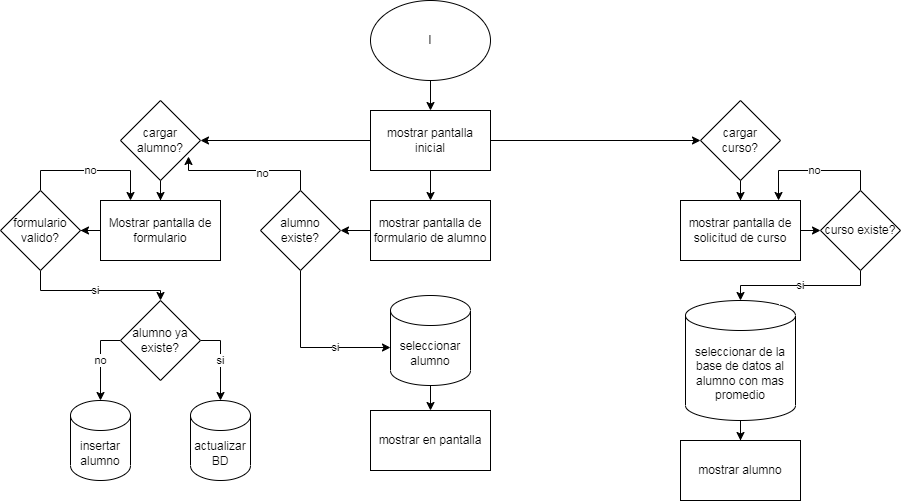 I
mostrar pantalla
inicial
cargar
alumno?
cargar
curso?
no
no
no
formulario
valido?
Mostrar pantalla de
formulario
alumno
existe?
mostrar pantalla de
formulario de alumno
mostrar pantalla de
solicitud de curso
curso existe?
si
si
alumno ya
existe?
si
seleccionar
alumno
seleccionar de la
base de datos al
alumno con mas
promedio
no
si
insertar
alumno
actualizar
BD
mostrar en pantalla
mostrar alumno